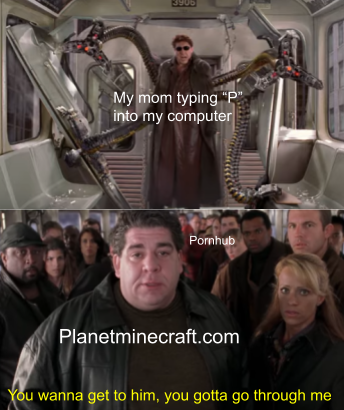 3906
My mom typing “P”
into my computer
Pornhub
Planetminecraft.com
You wanna get to him, you gotta go through me